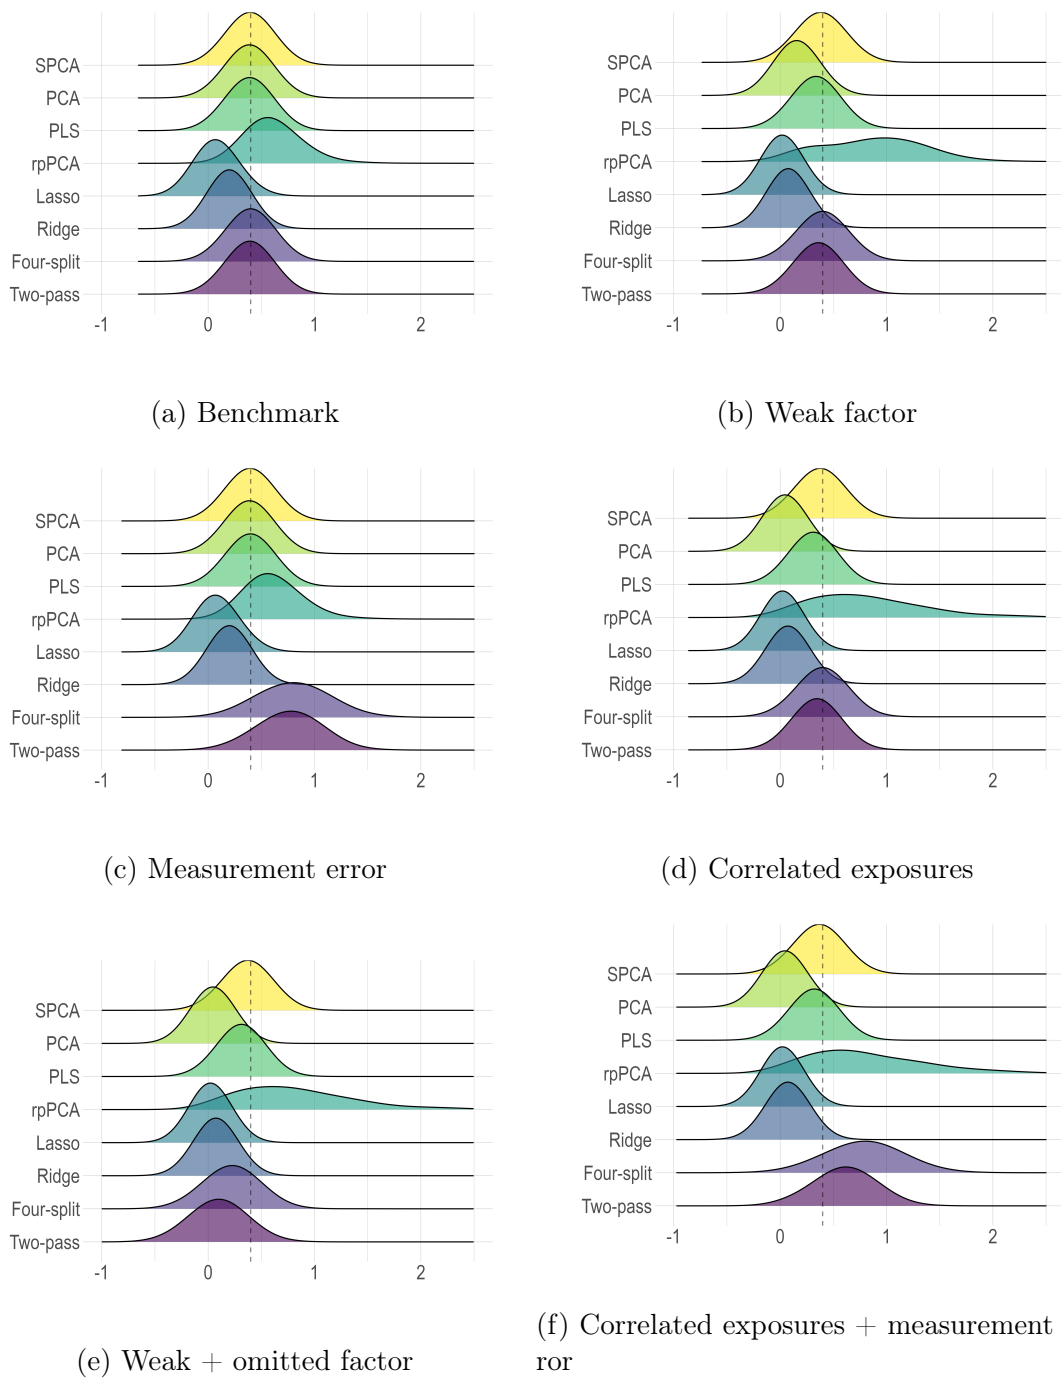 SPCA
PCA
PLS
rpPCA
Lasso
Ridge
Four-split
Two-pass
-1 0 1 2
(a) Benchmark
SPCA
PCA
PLS
rpPCA
Lasso
Ridge
Four-split
Two-pass
-1 0 1 2
(b) Weak factor
SPCA
PCA
PLS
rpPCA
Lasso
Ridge
Four-split
Two-pass
-1 0 1 2
(c) Measurement error
SPCA
PCA
PLS
rpPCA
Lasso
Ridge
Four-split
Two-pass
-1 0 1 2
(d) Correlated exposures
SPCA
PCA
PLS
rpPCA
Lasso
Ridge
Four-split
Two-pass
-1 0 1 2
(e) Weak + omitted factor
SPCA
PCA
PLS
rpPCA
Lasso
Ridge
Four-split
Two-pass
-1 0 1 2
(f) Correlated exposures + measurement
ror